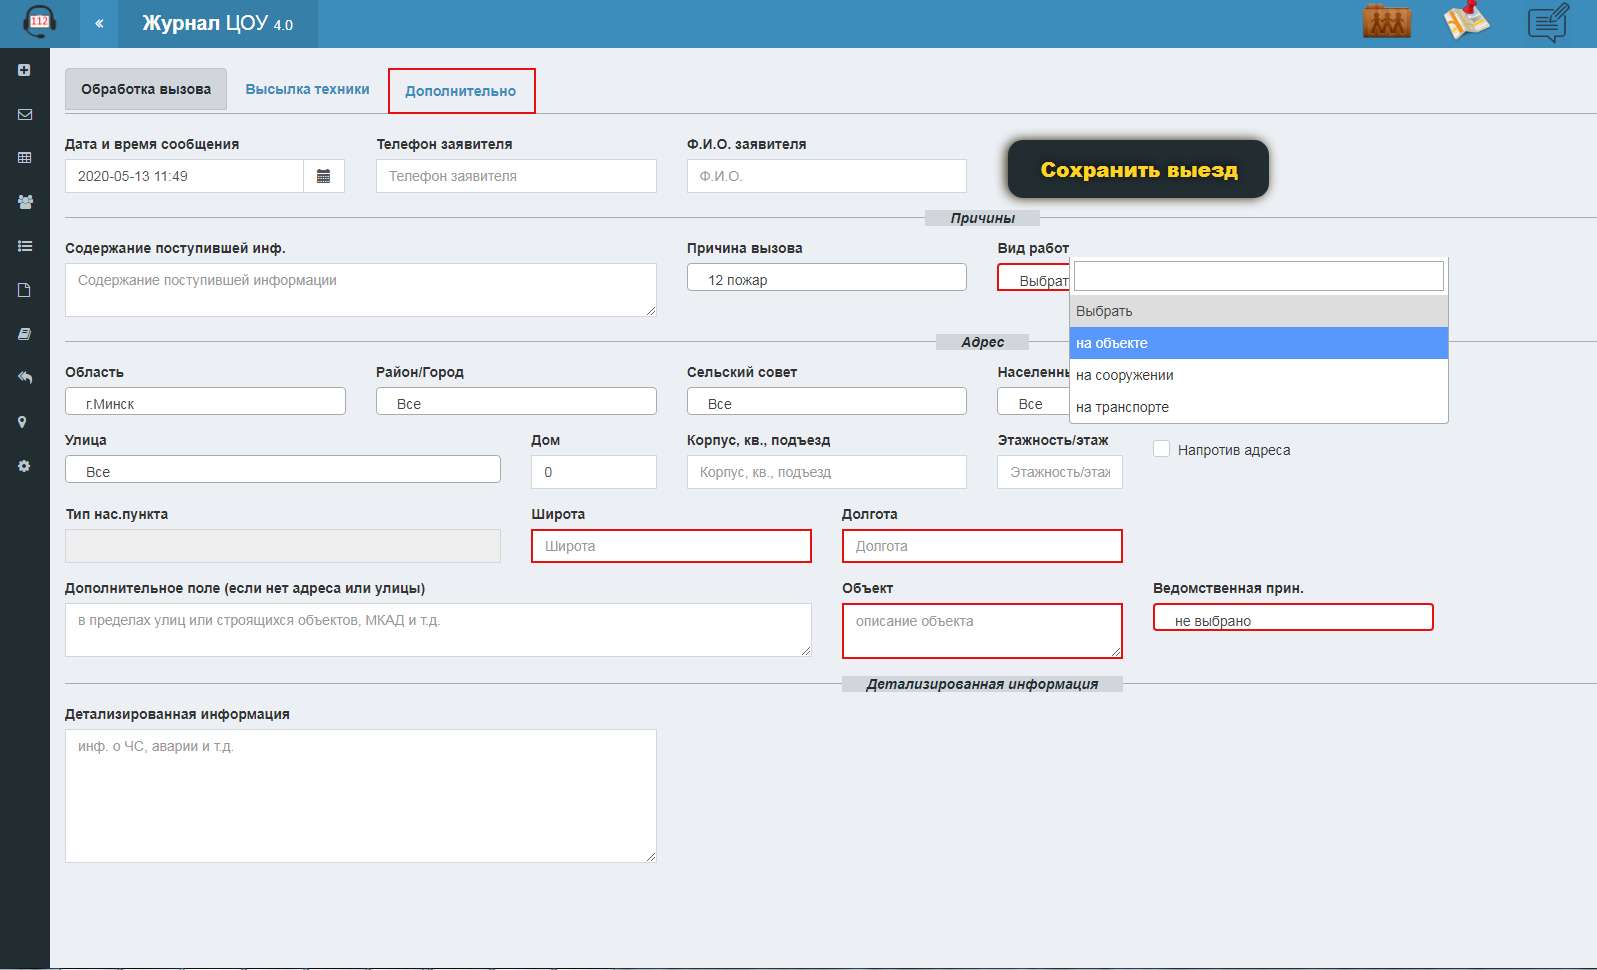 112
«
Журнал ЦОУ 4.0
Обработка вызова
Высылка техники
Дополнительно
Дата и время сообщения
Телефон заявителя
Ф.И.О. заявителя
2020-05-13 11:49
Телефон заявителя
Ф.И.О.
Сохранить выезд
Причины
Содержание поступившей инф.
Причина вызова
Вид работ
Содержание поступившей информации
12 пожар
Выбрат
Выбрать
на объекте
на сооружении
на транспорте
Адрес
Область
Район/Город
Сельский совет
Населенны
г.Минск
Все
Все
Все
Улица
Дом
Корпус, кв., подъезд
Этажность/этаж
Все
0
Корпус, кв., подъезд
Этажность/этаж
Напротив адреса
Тип нас.пункта
Широта
Долгота
Широта
Долгота
Дополнительное поле (если нет адреса или улицы)
Объект
Ведомственная прин.
в пределах улиц или строящихся объектов, МКАД и т.д.
описание объекта
не выбрано
Детализированная информация
Детализированная информация
инф. о ЧС, аварии и т.д.